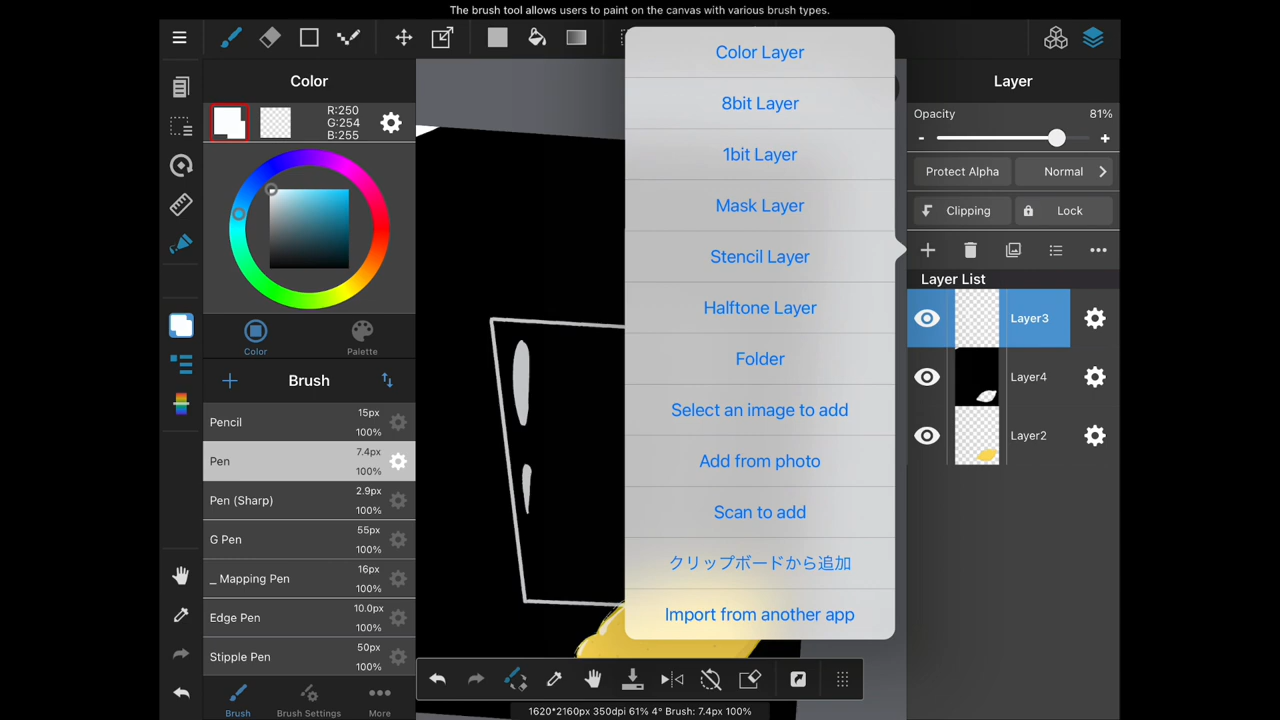 The brush tool allows users to paint on the canvas with various brush types.
Color
R:250
G:254
B:255
Color
Palette
Brush
Pencil
15px
100%
Pen
7.4px
100%
Pen (Sharp)
2.9px
100%
G Pen
55px
100%
_ Mapping Pen
16px
100%
Edge Pen
10.0px
100%
Stipple Pen
50px
100%
Brush
Brush Settings
More
Color Layer
8bit Layer
1bit Layer
Mask Layer
Stencil Layer
Halftone Layer
Folder
Select an image to add
Add from photo
Scan to add
クリップボードから追加
Import from another app
1620*2160px 350dpi 61% 4° Brush: 7.4px 100%
Layer
Opacity
81%
- +
Protect Alpha
Normal
Clipping
Lock
Layer List
Layer3
Layer4
Layer2